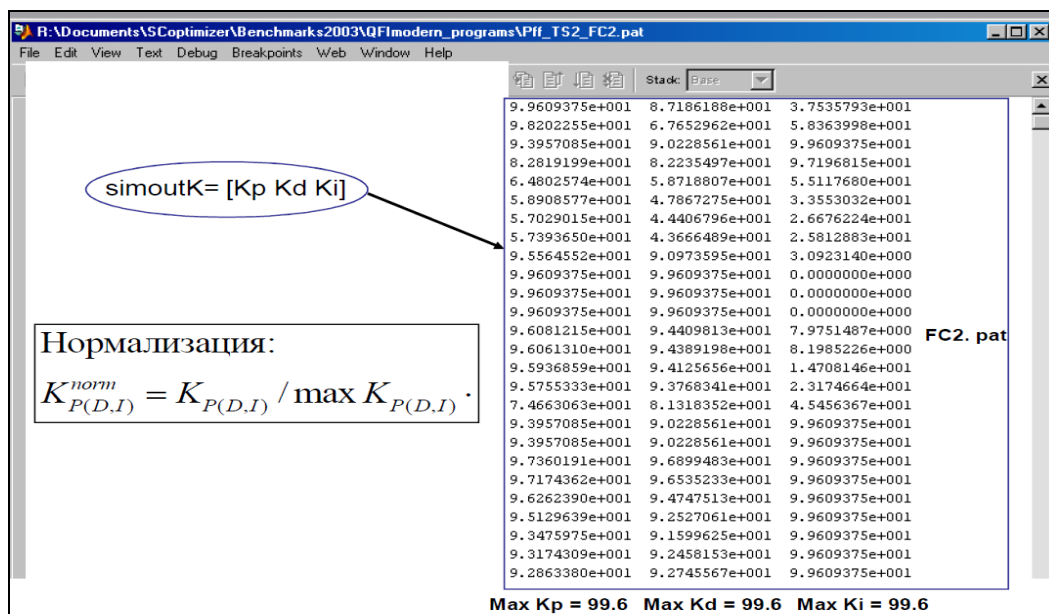 R:\Documents\SCoptimizer\Benchmarks2003\QFImodern_programs\Pff_TS2_FC2.pat
File Edit View Text Debug Breakpoints Web Window Help
Stack: Base
9.9609375e+001 8.7186188e+001 3.7535793e+001
9.8202255e+001 6.7652962e+001 5.8363998e+001
9.3957085e+001 9.0228561e+001 9.9609375e+001
8.2819199e+001 8.2235497e+001 9.7196815e+001
6.4802574e+001 5.8718807e+001 5.5117680e+001
5.8908577e+001 4.7867275e+001 3.3553032e+001
5.7029015e+001 4.4406796e+001 2.6676224e+001
5.7393650e+001 4.3666489e+001 2.5812883e+001
9.5564552e+001 9.0973595e+001 3.0923140e+000
9.9609375e+001 9.9609375e+001 0.0000000e+000
9.9609375e+001 9.9609375e+001 0.0000000e+000
9.9609375e+001 9.9609375e+001 0.0000000e+000
9.6081215e+001 9.4409813e+001 7.9751487e+000
9.6061310e+001 9.4389198e+001 8.1985226e+000
9.5936859e+001 9.4125656e+001 1.4708146e+001
9.5755333e+001 9.3768341e+001 2.3174664e+001
7.4663063e+001 8.1318352e+001 4.5456367e+001
9.3957085e+001 9.0228561e+001 9.9609375e+001
9.3957085e+001 9.0228561e+001 9.9609375e+001
9.7360191e+001 9.6899483e+001 9.9609375e+001
9.7174362e+001 9.6535233e+001 9.9609375e+001
9.6262390e+001 9.4747513e+001 9.9609375e+001
9.5129639e+001 9.2527061e+001 9.9609375e+001
9.3475975e+001 9.1599625e+001 9.9609375e+001
9.3174309e+001 9.2458153e+001 9.9609375e+001
9.2863380e+001 9.2745567e+001 9.9609375e+001
simoutK= [Kp Kd Ki]
FC2. pat
Нормализация:
K_{P(D,I)}^{norm} = K_{P(D,I)} / max K_{P(D,I)} .
Max Kp = 99.6 Max Kd = 99.6 Max Ki = 99.6